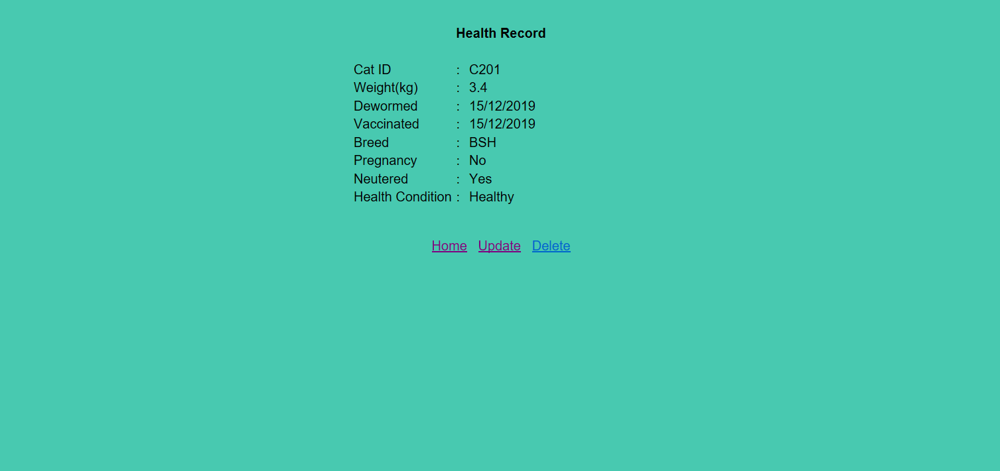 Health Record
Cat ID : C201
Weight(kg) : 3.4
Dewormed : 15/12/2019
Vaccinated : 15/12/2019
Breed : BSH
Pregnancy : No
Neutered : Yes
Health Condition : Healthy
Home Update Delete